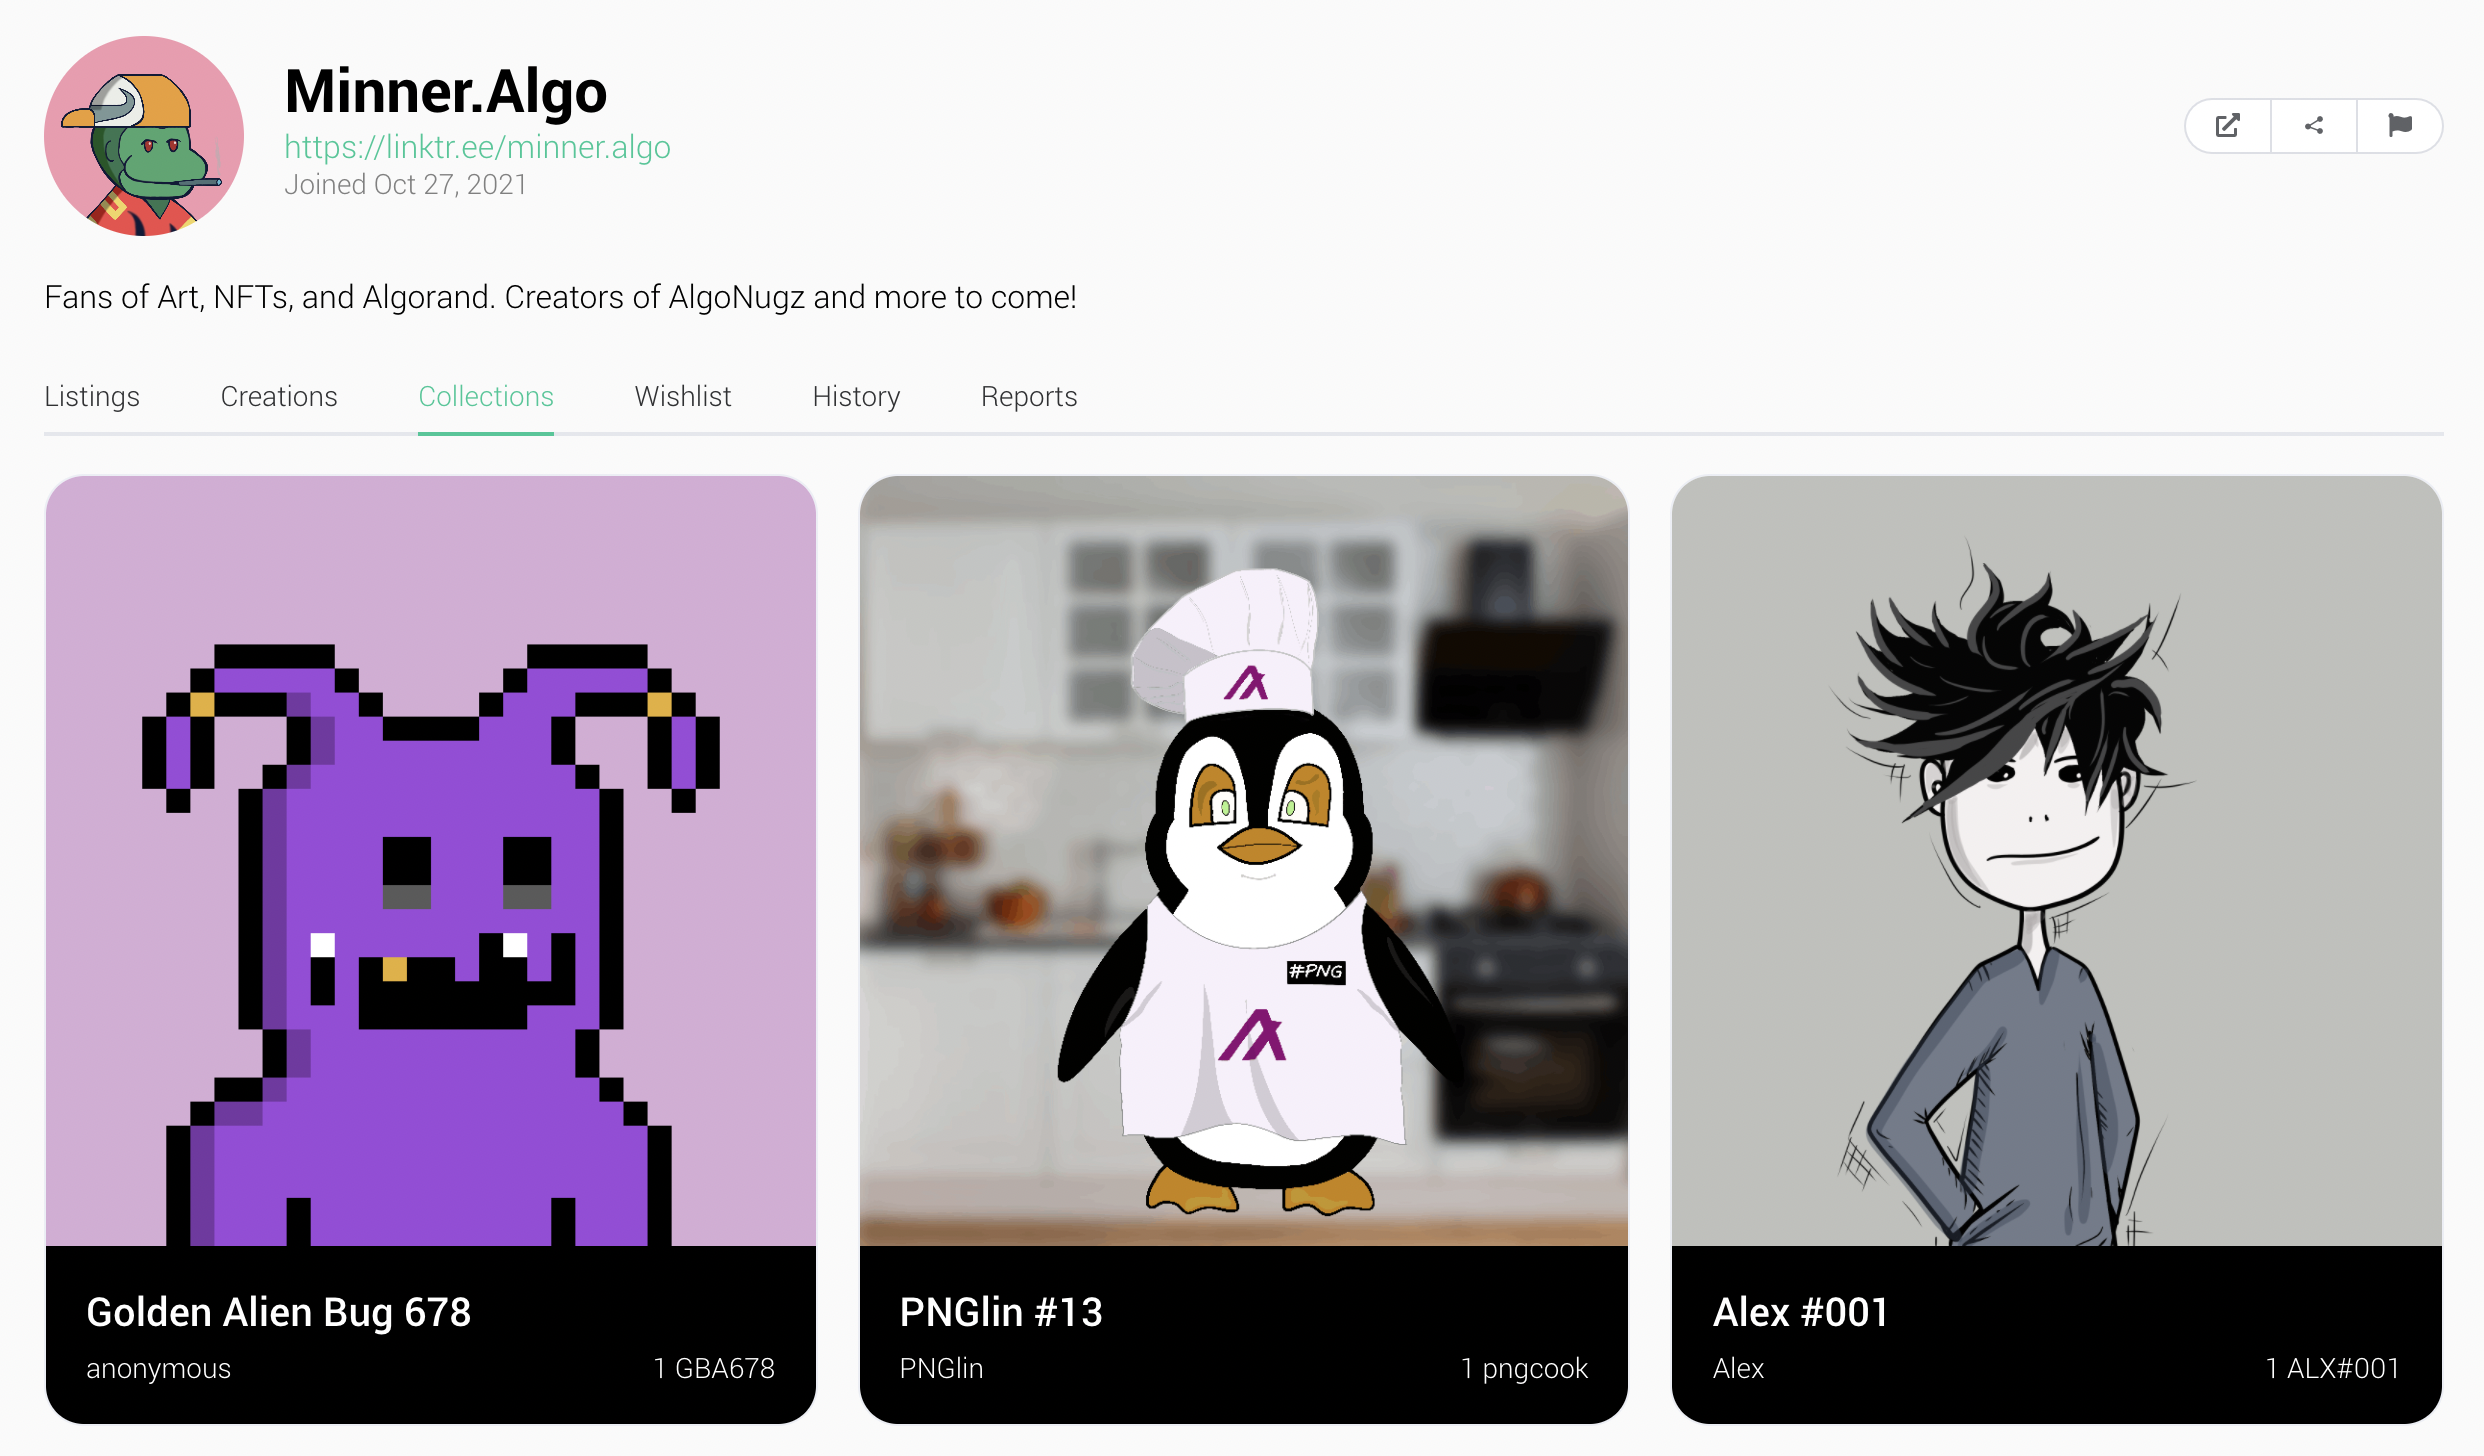 Minner.Algo
https://linktr.ee/minner.algo
Joined Oct 27, 2021
Fans of Art, NFTs, and Algorand. Creators of AlgoNugz and more to come!
Listings Creations Collections Wishlist History Reports
#PNG
Golden Alien Bug 678
anonymous 1 GBA678
PNGlin #13
PNGlin 1 pngcook
Alex #001
Alex 1 ALX#001